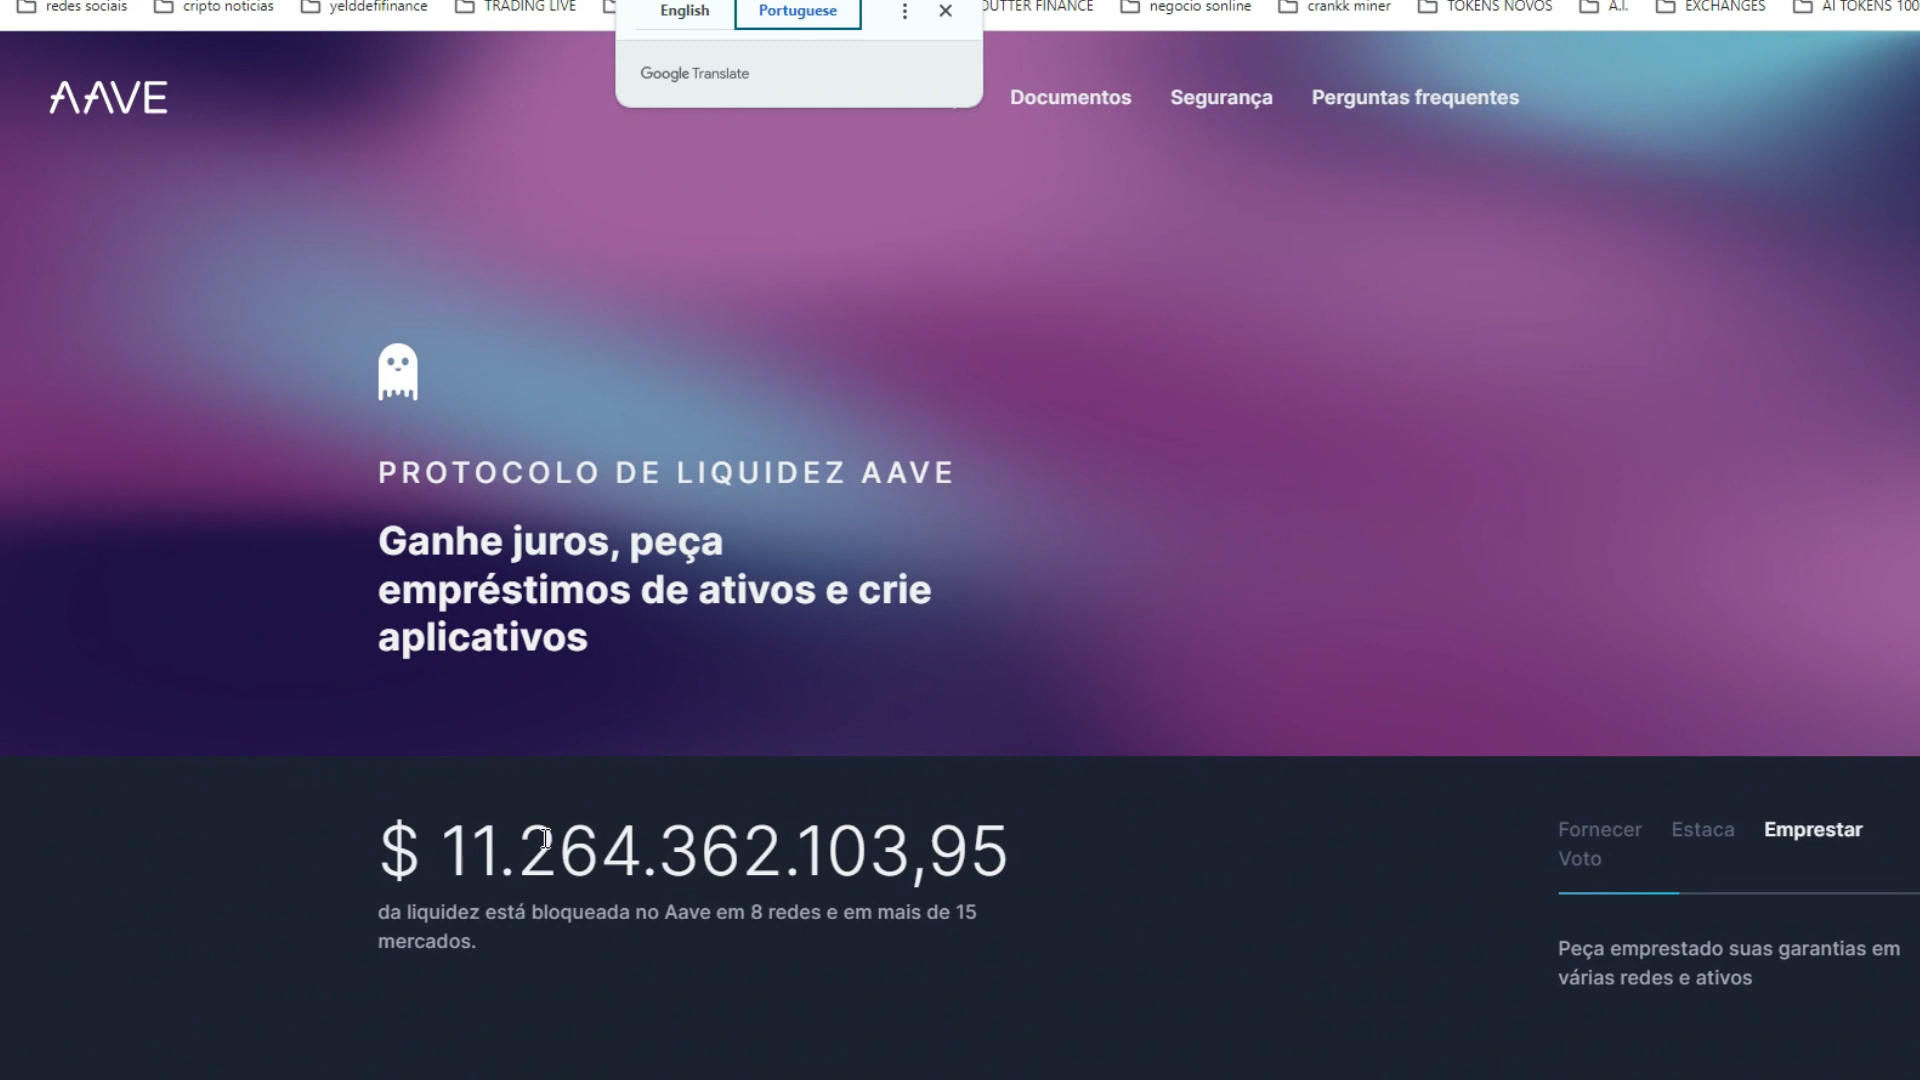 redes sociais cripto noticias yelddefifinance TRADING LIVE negocio sonline crankk miner TOKENS NOVOS A.I. EXCHANGES AI TOKENS 100
English Portuguese
Google Translate
AAVE
Documentos Segurança Perguntas frequentes
PROTOCOLO DE LIQUIDEZ AAVE
Ganhe juros, peça
empréstimos de ativos e crie
aplicativos
$ 11.264.362.103,95
da liquidez está bloqueada no Aave em 8 redes e em mais de 15
mercados.
Fornecer Estaca Emprestar
Voto
Peça emprestado suas garantias em
várias redes e ativos